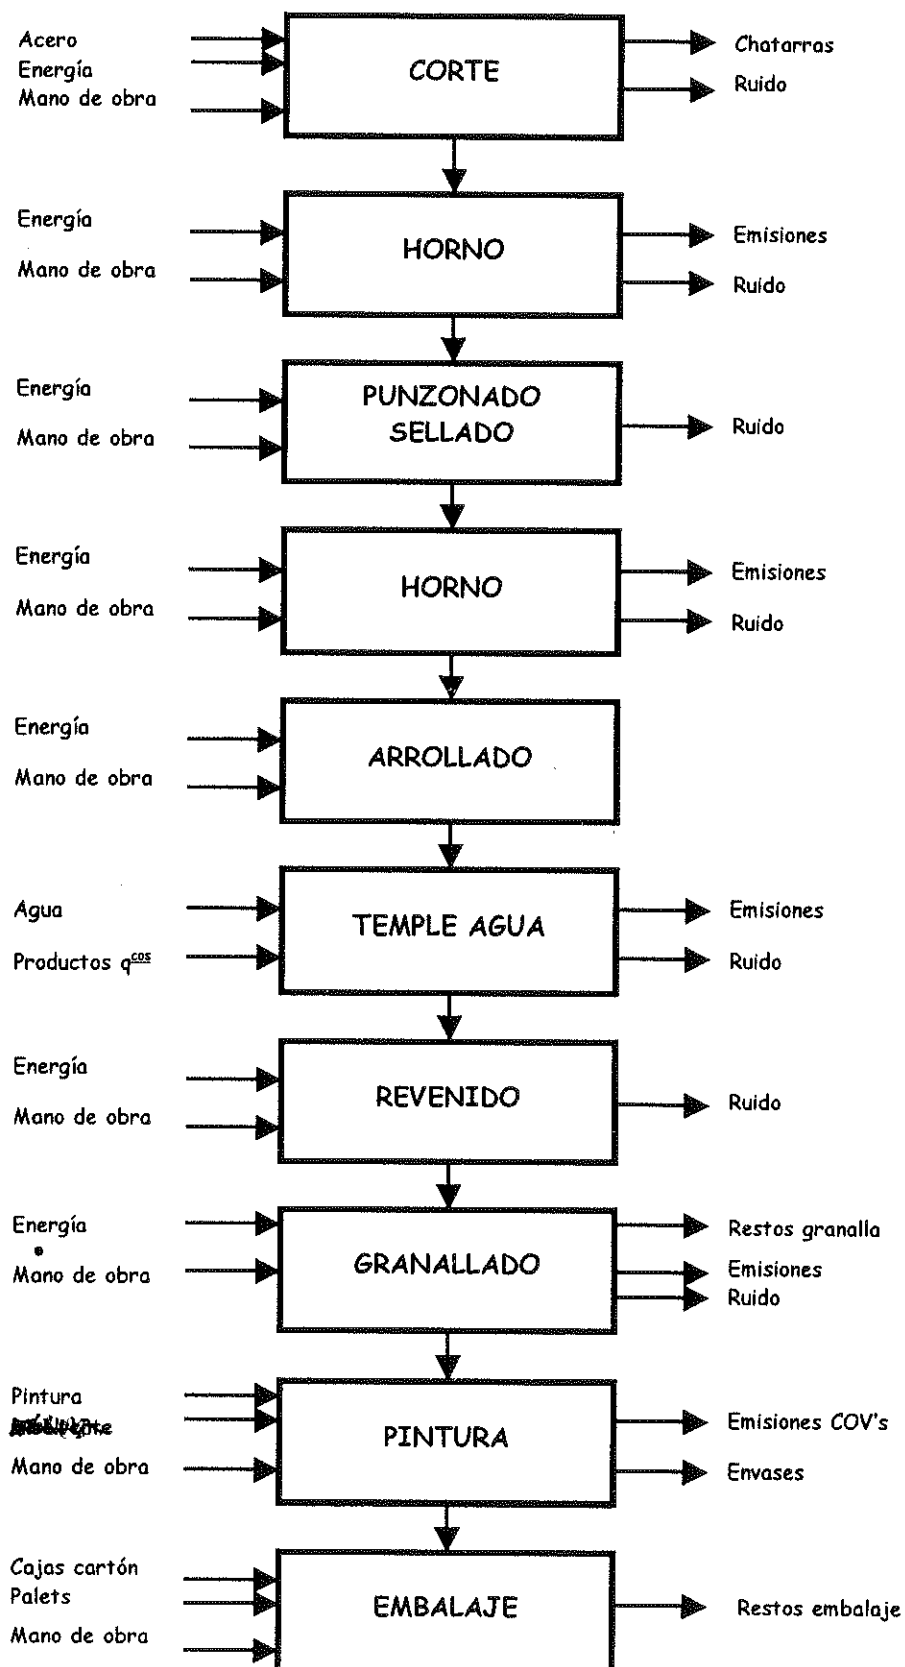 Acero
Energía
Mano de obra
CORTE
Chatarras
Ruido
Energía
Mano de obra
HORNO
Emisiones
Ruido
Energía
Mano de obra
PUNZONADO
SELLADO
Ruido
Energía
Mano de obra
HORNO
Emisiones
Ruido
Energía
Mano de obra
ARROLLADO
Agua
Productos qcos
TEMPLE AGUA
Emisiones
Ruido
Energía
Mano de obra
REVENIDO
Ruido
Energía
Mano de obra
GRANALLADO
Restos granalla
Emisiones
Ruido
Pintura
Mano de obra
PINTURA
Emisiones COV's
Envases
Cajas cartón
Palets
Mano de obra
EMBALAJE
Restos embalaje